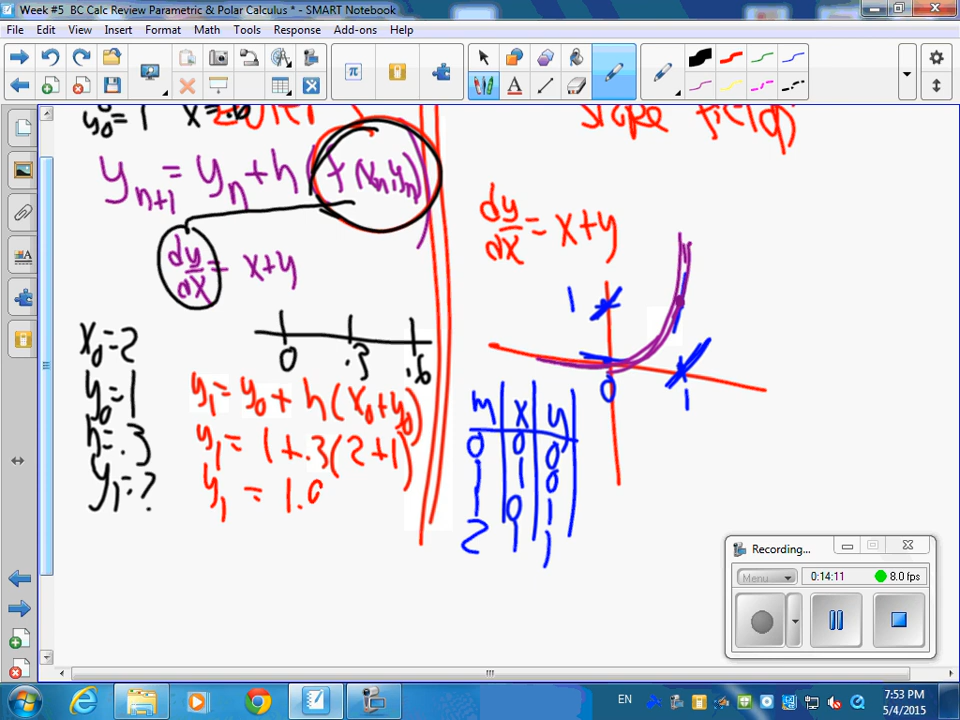 Week #5 BC Calc Review Parametric & Polar Calculus * - SMART Notebook
File Edit View Insert Format Math Tools Response Add-ons Help
y₀=1 x=.6
slope field
yₙ₊₁ = yₙ + h (f(xₙ,yₙ))
dy/dx = x+y
x₀=2
y₀=1
h=.3
y₁=?
0 .3 .6
y₁ = y₀ + h(x₀+y₀)
y₁ = 1+.3(2+1)
y₁ = 1.9
dy/dx = x+y
1
0
1
m x y
0 0 0
1 1 0
1 0 1
2 1 1
Recording...
Menu
0:14:11
8.0 fps
EN
7:53 PM
5/4/2015